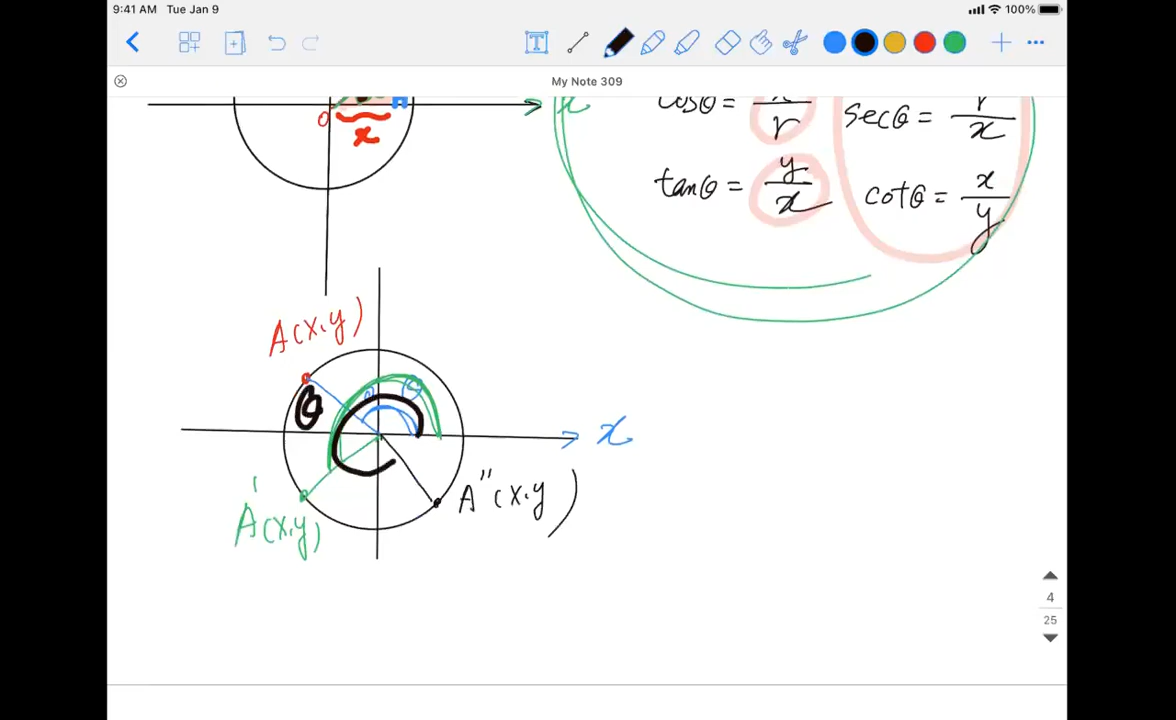 9:41 AM Tue Jan 9
100%
T
My Note 309
O
x
x
cosθ = x/r
secθ = r/x
tanθ = y/x
cotθ = x/y
A(x,y)
θ
θ
x
A''(x,y)
A'(x,y)
4
25